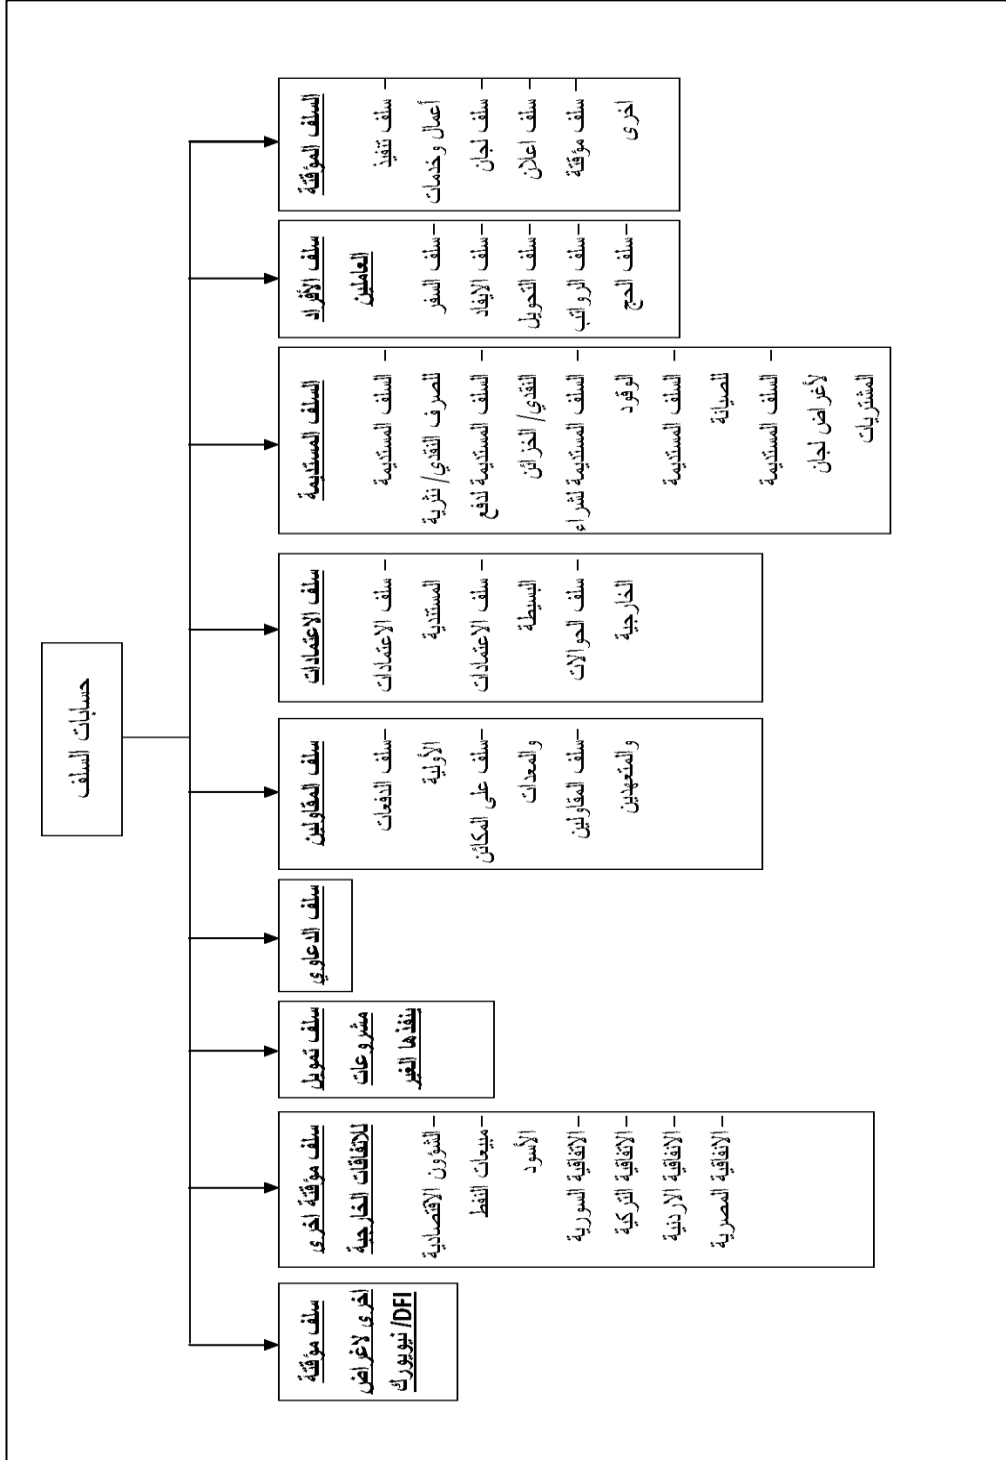 حسابات السلف
السلف المؤقتة
- سلف تنفيذ
أعمال وخدمات
- سلف لجان
- سلف اعلان
- سلف مؤقتة
اخرى
سلف الأفراد
العاملين
-سلف السفر
-سلف الايفاد
-سلف التحويل
-سلف الرواتب
-سلف الحج
السلف المستديمة
- السلف المستديمة
للصرف النقدي/ نثرية
- السلف المستديمة لدفع
النقدي/ الخزائن
- السلف المستديمة لشراء
الوقود
- السلف المستديمة
للصيانة
- السلف المستديمة
لأغراض لجان
المشتريات
سلف الاعتمادات
- سلف الاعتمادات
المستندية
- سلف الاعتمادات
البسيطة
- سلف الحوالات
الخارجية
سلف المقاولين
-سلف الدفعات
الأولية
-سلف على المكائن
والمعدات
-سلف المقاولين
والمتعهدين
سلف الدعاوي
سلف تمويل
مشروعات
ينفذها الغير
سلف مؤقتة اخرى
للاتفاقات الخارجية
-الشؤون الاقتصادية
-مبيعات النفط
الأسود
-الاتفاقية السورية
-الاتفاقية التركية
-الاتفاقية الاردنية
-الاتفاقية المصرية
سلف مؤقتة
اخرى لاغراض
DFI/ نيويورك